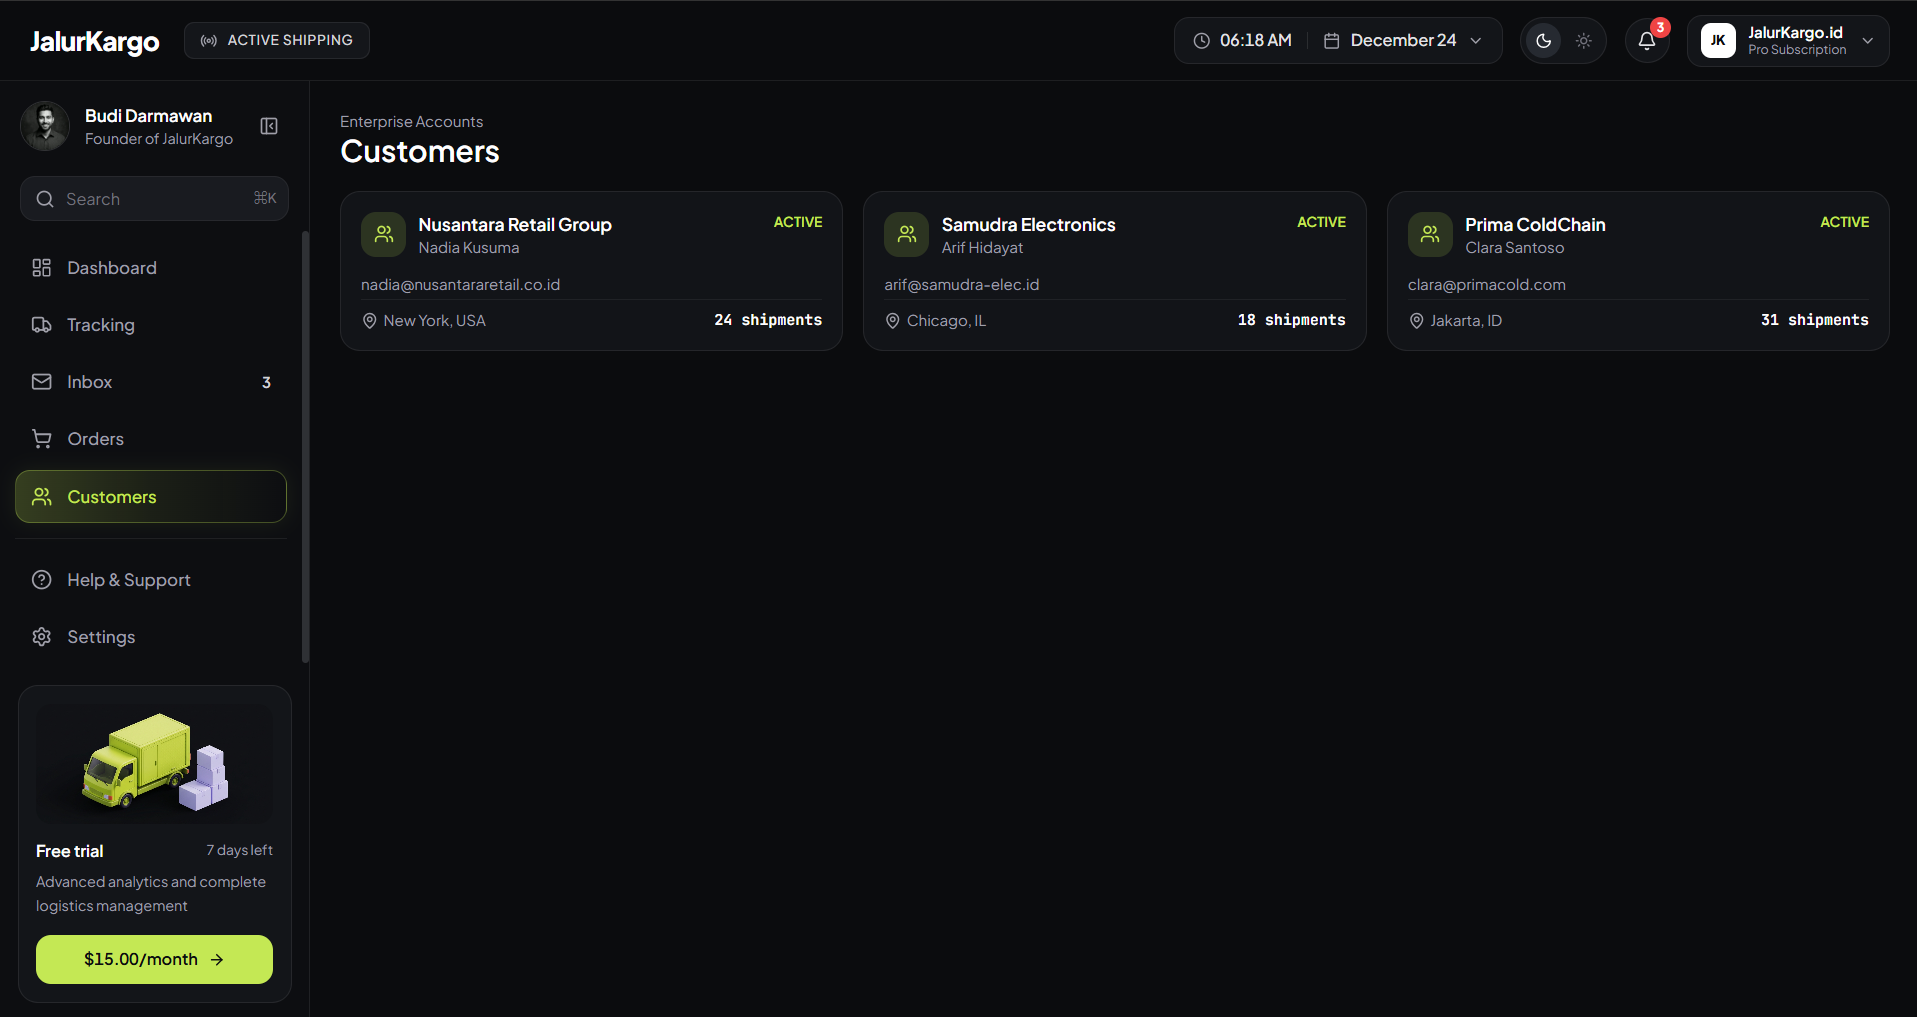 JalurKargo
ACTIVE SHIPPING
06:18 AM
December 24
3
JK
JalurKargo.id
Pro Subscription
Budi Darmawan
Founder of JalurKargo
Search
⌘K
Dashboard
Tracking
Inbox
3
Orders
Customers
Help & Support
Settings
Free trial
7 days left
Advanced analytics and complete
logistics management
$15.00/month →
Enterprise Accounts
Customers
Nusantara Retail Group
ACTIVE
Nadia Kusuma
nadia@nusantararetail.co.id
New York, USA
24 shipments
Samudra Electronics
ACTIVE
Arif Hidayat
arif@samudra-elec.id
Chicago, IL
18 shipments
Prima ColdChain
ACTIVE
Clara Santoso
clara@primacold.com
Jakarta, ID
31 shipments